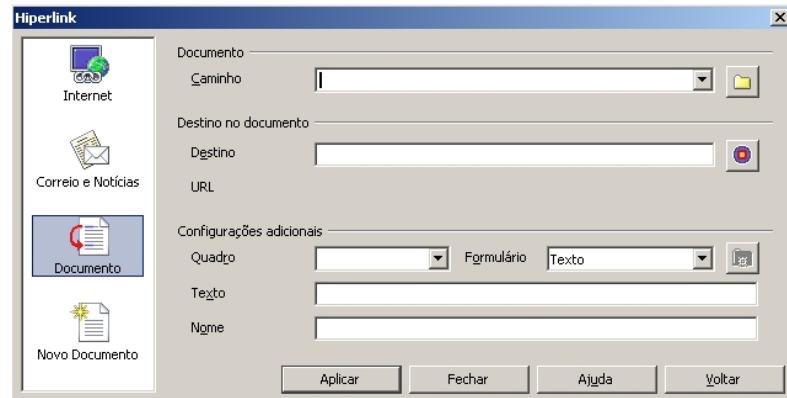 Hiperlink
Internet
Correio e Notícias
Documento
Novo Documento
Documento
Caminho
Destino no documento
Destino
URL
Configurações adicionais
Quadro Formulário Texto
Texto
Nome
Aplicar Fechar Ajuda Voltar